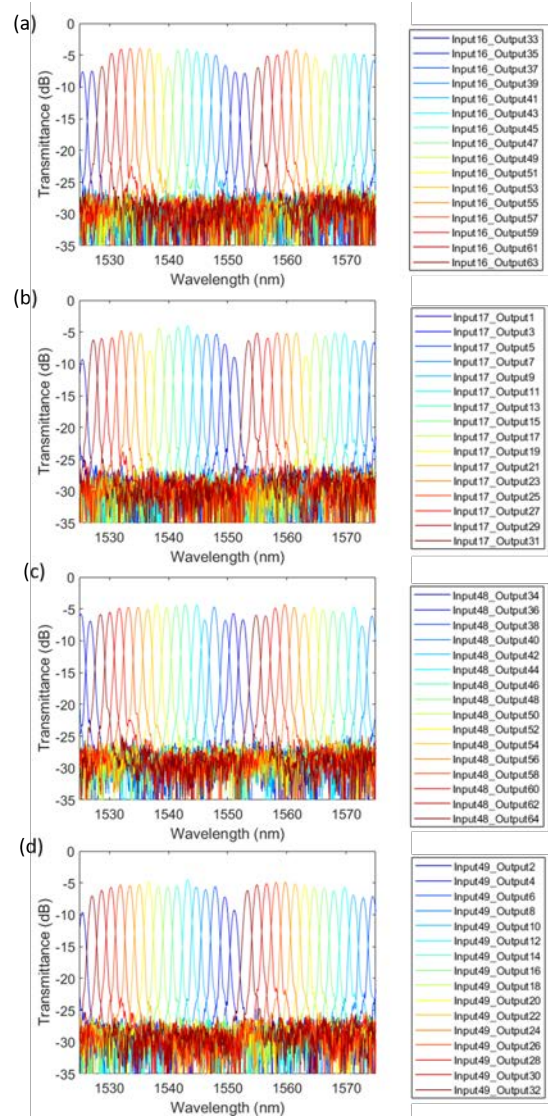 (a)
0
-5
-10
-15
-20
-25
-30
-35
Transmittance (dB)
1530 1540 1550 1560 1570
Wavelength (nm)
Input16_Output33
Input16_Output35
Input16_Output37
Input16_Output39
Input16_Output41
Input16_Output43
Input16_Output45
Input16_Output47
Input16_Output49
Input16_Output51
Input16_Output53
Input16_Output55
Input16_Output57
Input16_Output59
Input16_Output61
Input16_Output63
(b)
0
-5
-10
-15
-20
-25
-30
-35
Transmittance (dB)
1530 1540 1550 1560 1570
Wavelength (nm)
Input17_Output1
Input17_Output3
Input17_Output5
Input17_Output7
Input17_Output9
Input17_Output11
Input17_Output13
Input17_Output15
Input17_Output17
Input17_Output19
Input17_Output21
Input17_Output23
Input17_Output25
Input17_Output27
Input17_Output29
Input17_Output31
(c)
0
-5
-10
-15
-20
-25
-30
-35
Transmittance (dB)
1530 1540 1550 1560 1570
Wavelength (nm)
Input48_Output34
Input48_Output36
Input48_Output38
Input48_Output40
Input48_Output42
Input48_Output44
Input48_Output46
Input48_Output48
Input48_Output50
Input48_Output52
Input48_Output54
Input48_Output56
Input48_Output58
Input48_Output60
Input48_Output62
Input48_Output64
(d)
0
-5
-10
-15
-20
-25
-30
-35
Transmittance (dB)
1530 1540 1550 1560 1570
Wavelength (nm)
Input49_Output2
Input49_Output4
Input49_Output6
Input49_Output8
Input49_Output10
Input49_Output12
Input49_Output14
Input49_Output16
Input49_Output18
Input49_Output20
Input49_Output22
Input49_Output24
Input49_Output26
Input49_Output28
Input49_Output30
Input49_Output32